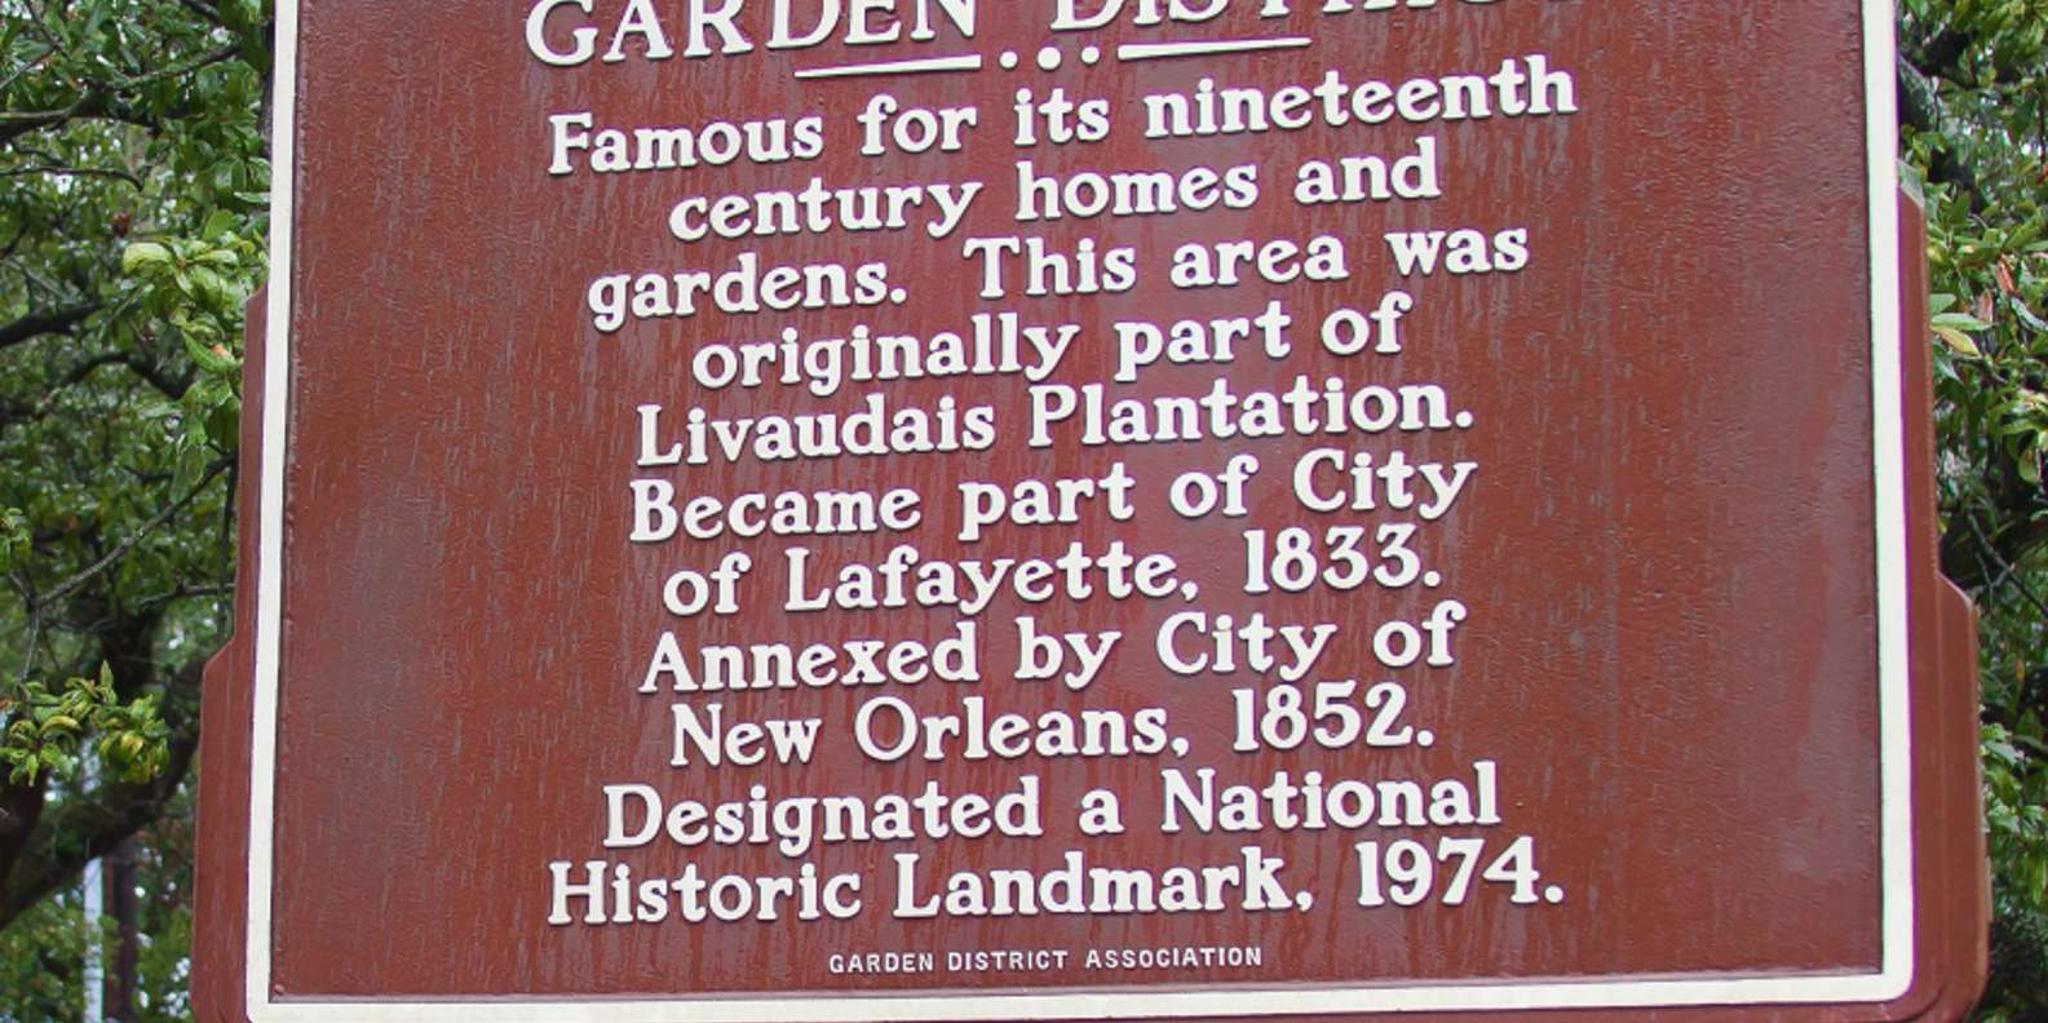 GARDEN DISTRICT
Famous for its nineteenth
century homes and
gardens. This area was
originally part of
Livaudais Plantation.
Became part of City
of Lafayette, 1833.
Annexed by City of
New Orleans, 1852.
Designated a National
Historic Landmark, 1974.
GARDEN DISTRICT ASSOCIATION